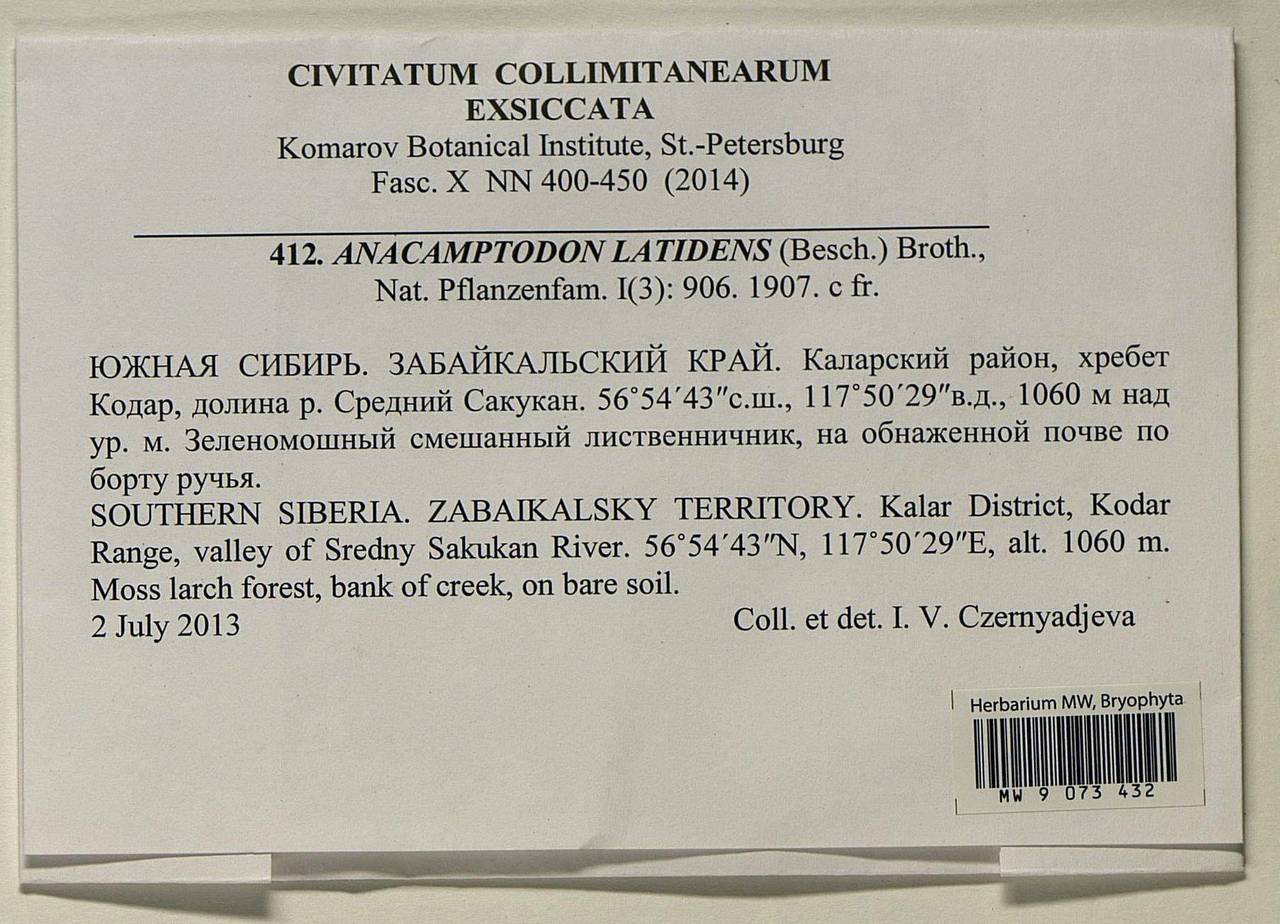 CIVITATUM COLLIMITANEARUM
EXSICCATA
Komarov Botanical Institute, St.-Petersburg
Fasc. X NN 400-450 (2014)
412. ANACAMPTODON LATIDENS (Besch.) Broth.,
Nat. Pflanzenfam. I(3): 906. 1907. c fr.
ЮЖНАЯ СИБИРЬ. ЗАБАЙКАЛЬСКИЙ КРАЙ. Каларский район, хребет
Кодар, долина р. Средний Сакукан. 56°54′43″с.ш., 117°50′29″в.д., 1060 м над
ур. м. Зеленомошный смешанный лиственничник, на обнаженной почве по
борту ручья.
SOUTHERN SIBERIA. ZABAIKALSKY TERRITORY. Kalar District, Kodar
Range, valley of Sredny Sakukan River. 56°54′43″N, 117°50′29″E, alt. 1060 m.
Moss larch forest, bank of creek, on bare soil.
2 July 2013 Coll. et det. I. V. Czernyadjeva
Herbarium MW, Bryophyta
MW 9 073 432